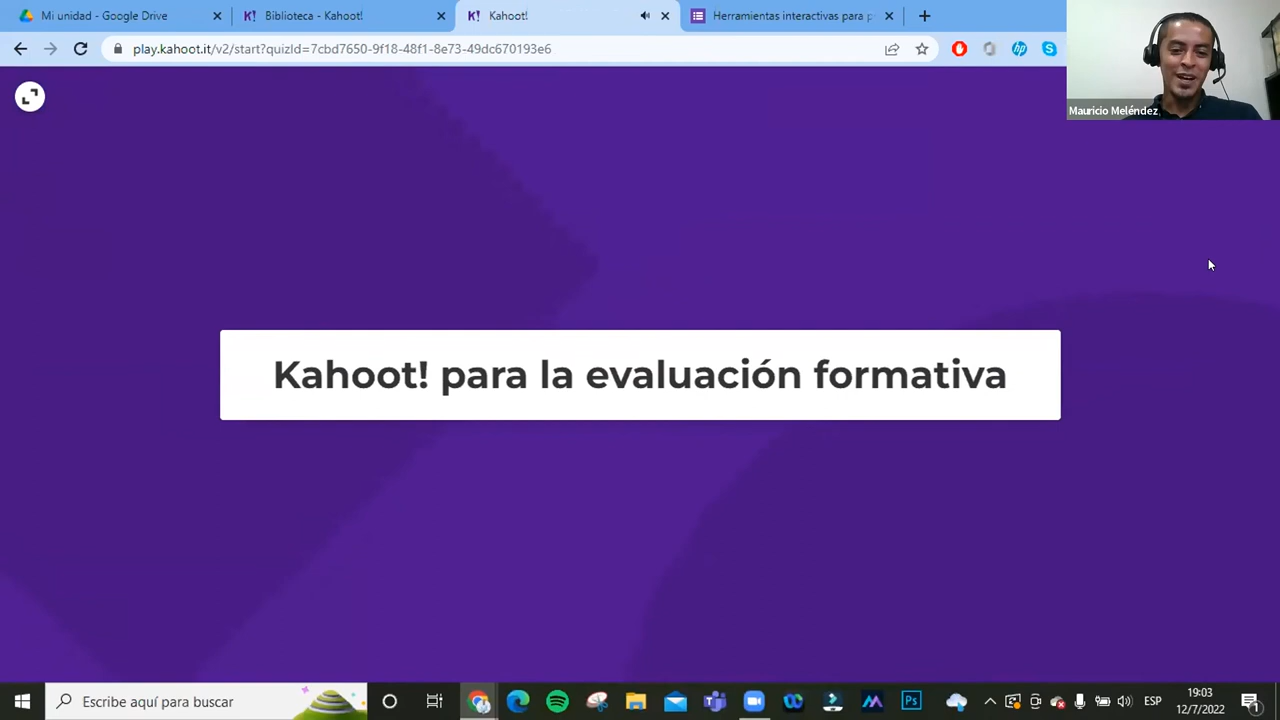 Mi unidad - Google Drive
Biblioteca - Kahoot!
Kahoot!
Herramientas interactivas para p
play.kahoot.it/v2/start?quizId=7cbd7650-9f18-48f1-8e73-49dc670193e6
Mauricio Meléndez
Kahoot! para la evaluación formativa
Escribe aquí para buscar
ESP
19:03
12/7/2022